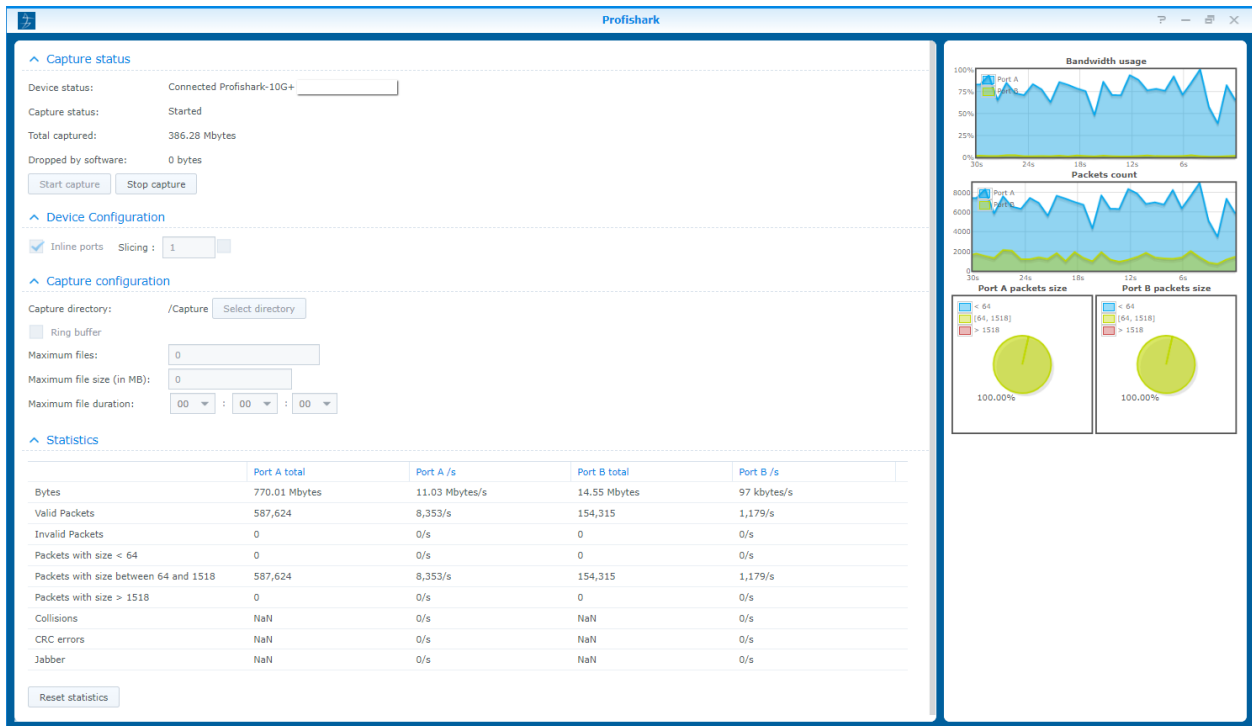 Profishark
Capture status
Device status: Connected Profishark-10G+
Capture status: Started
Total captured: 386.28 Mbytes
Dropped by software: 0 bytes
Start capture Stop capture
Device Configuration
Inline ports Slicing : 1
Capture configuration
Capture directory: /Capture Select directory
Ring buffer
Maximum files: 0
Maximum file size (in MB): 0
Maximum file duration: 00 : 00 : 00
Statistics
Port A total Port A /s Port B total Port B /s
Bytes 770.01 Mbytes 11.03 Mbytes/s 14.55 Mbytes 97 kbytes/s
Valid Packets 587,624 8,353/s 154,315 1,179/s
Invalid Packets 0 0/s 0 0/s
Packets with size < 64 0 0/s 0 0/s
Packets with size between 64 and 1518 587,624 8,353/s 154,315 1,179/s
Packets with size > 1518 0 0/s 0 0/s
Collisions NaN 0/s NaN 0/s
CRC errors NaN 0/s NaN 0/s
Jabber NaN 0/s NaN 0/s
Reset statistics
Bandwidth usage
100%
75%
50%
25%
0%
Port A
Port B
30s 24s 18s 12s 6s
Packets count
8000
6000
4000
2000
0
Port A
Port B
30s 24s 18s 12s 6s
Port A packets size
< 64
[64, 1518]
> 1518
100.00%
Port B packets size
< 64
[64, 1518]
> 1518
100.00%